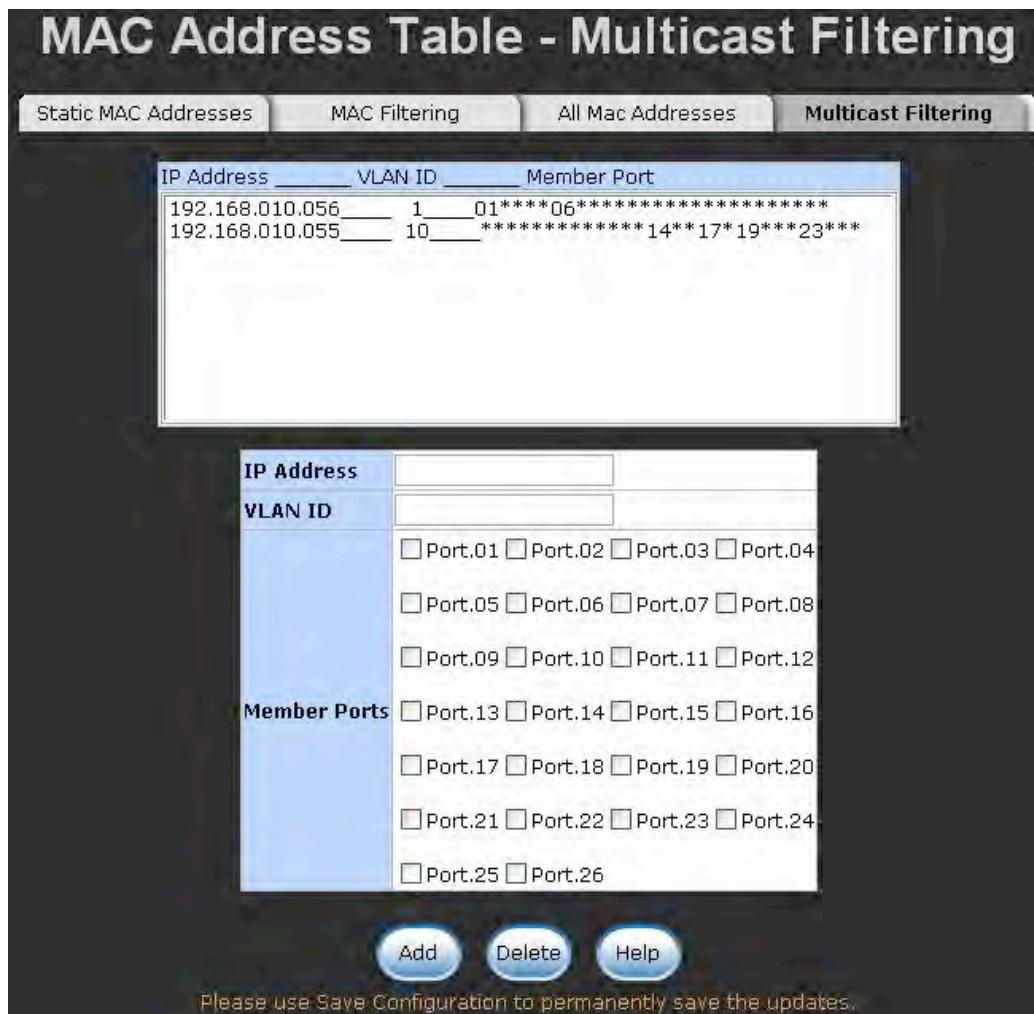 MAC Address Table - Multicast Filtering
Static MAC Addresses MAC Filtering All Mac Addresses Multicast Filtering
IP Address _______ VLAN ID _______ Member Port
192.168.010.056_____ 1____01****06********************
192.168.010.055_____ 10____*************14**17*19***23***
IP Address
VLAN ID
Port.01 Port.02 Port.03 Port.04
Port.05 Port.06 Port.07 Port.08
Port.09 Port.10 Port.11 Port.12
Member Ports Port.13 Port.14 Port.15 Port.16
Port.17 Port.18 Port.19 Port.20
Port.21 Port.22 Port.23 Port.24
Port.25 Port.26
Add Delete Help
Please use Save Configuration to permanently save the updates.